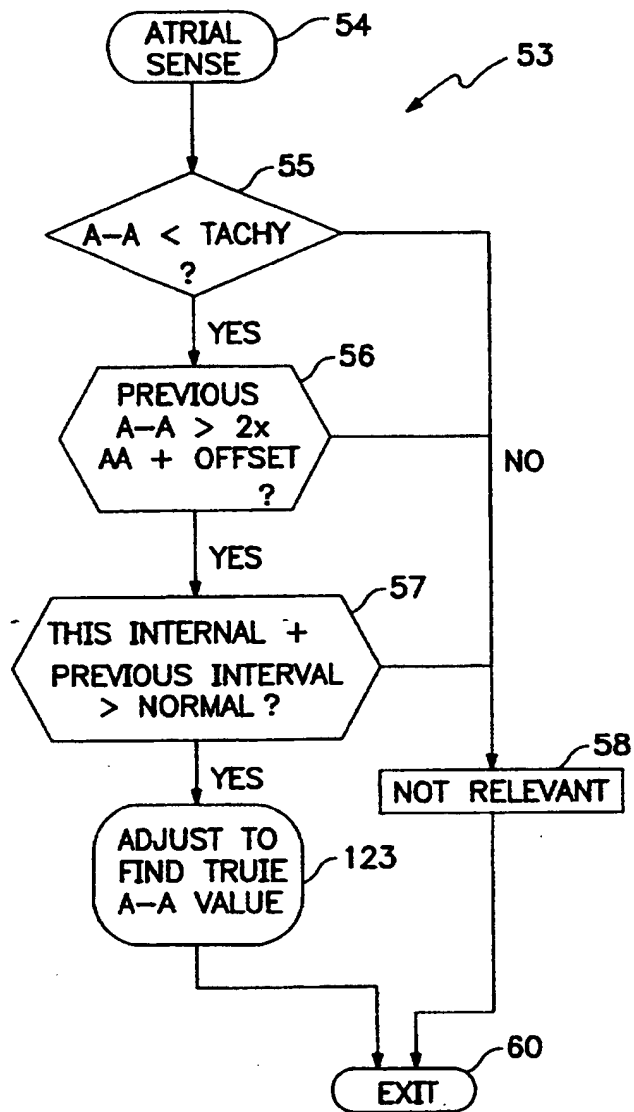 ATRIAL
SENSE
54
53
55
A-A < TACHY
?
YES
56
PREVIOUS
A-A > 2x
AA + OFFSET
?
NO
YES
57
THIS INTERNAL +
PREVIOUS INTERVAL
> NORMAL ?
YES
58
NOT RELEVANT
ADJUST TO
FIND TRUIE
A-A VALUE
123
60
EXIT